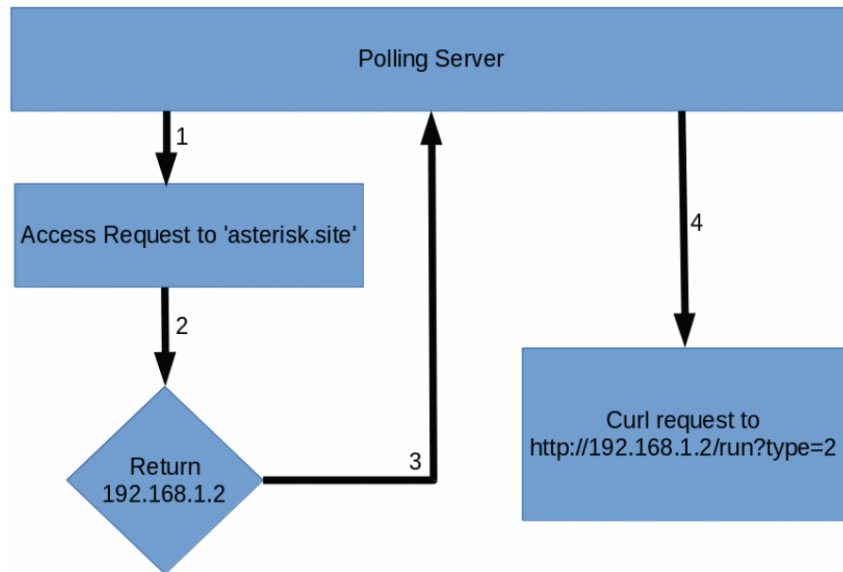 Polling Server
1
Access Request to 'asterisk.site'
2
Return
192.168.1.2
3
4
Curl request to
http://192.168.1.2/run?type=2